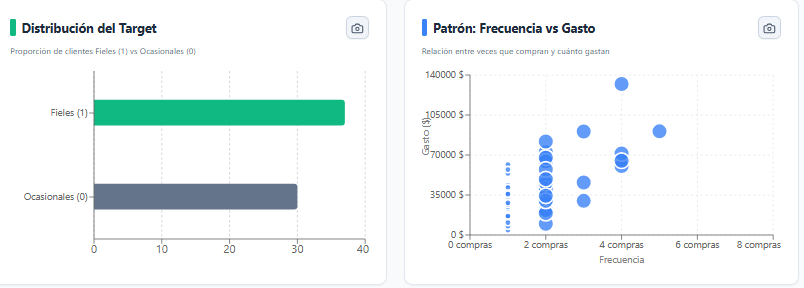 Distribución del Target
Proporción de clientes Fieles (1) vs Ocasionales (0)
Fieles (1)
Ocasionales (0)
0
10
20
30
40
Patrón: Frecuencia vs Gasto
Relación entre veces que compran y cuánto gastan
Gasto ($)
140000 $
105000 $
70000 $
35000 $
0 $
0 compras
2 compras
4 compras
6 compras
8 compras
Frecuencia